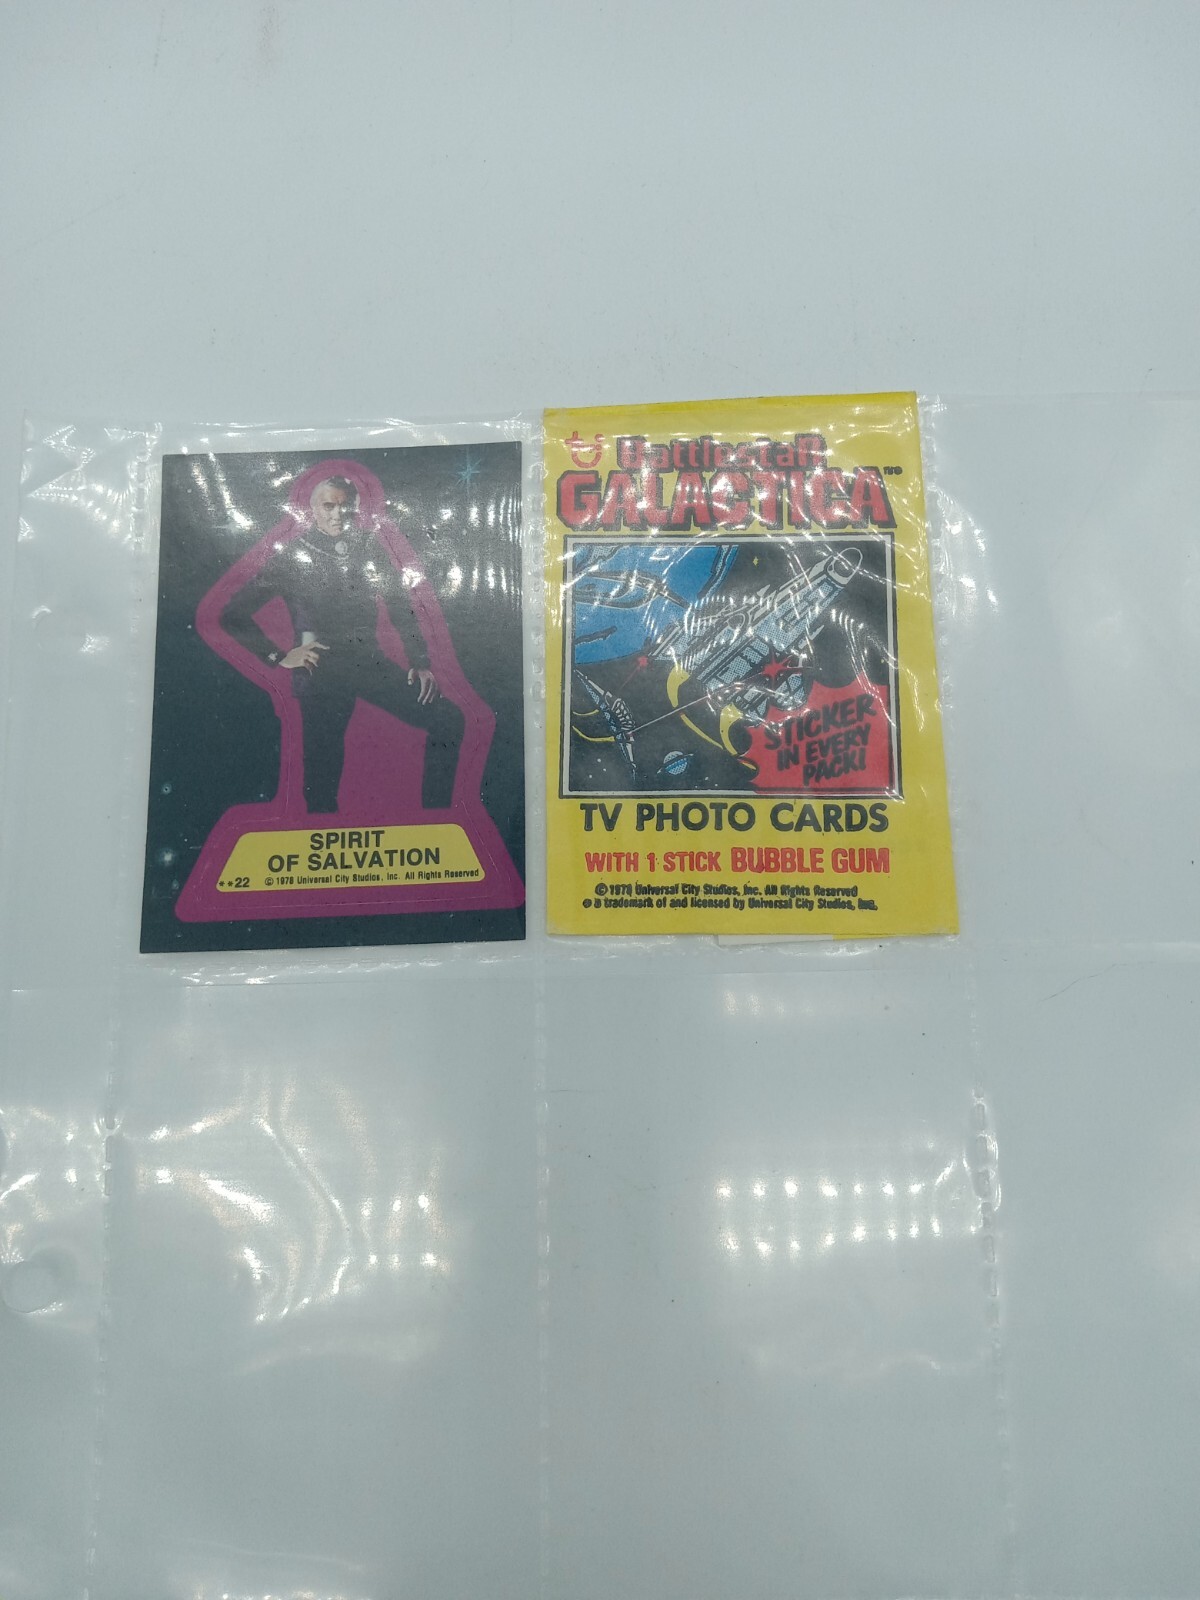 SPIRIT
OF SALVATION
**22 © 1978 Universal City Studios, Inc. All Rights Reserved
Battlestar
GALACTICA™
STICKER
IN EVERY
PACK!
TV PHOTO CARDS
WITH 1 STICK BUBBLE GUM
© 1978 Universal City Studios, Inc. All Rights Reserved
a trademark of and licensed by Universal City Studios, Inc.